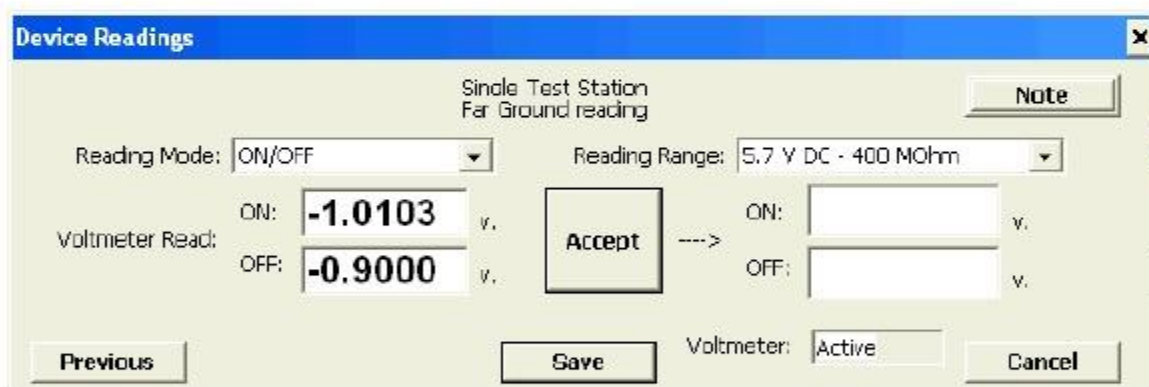 Device Readings
Single Test Station
Far Ground reading
Note
Reading Mode: ON/OFF
Reading Range: 5.7 V DC - 400 MOhm
Voltmeter Read:
ON: -1.0103 v.
OFF: -0.9000 v.
Accept
---->
ON: v.
OFF: v.
Previous
Save
Voltmeter: Active
Cancel